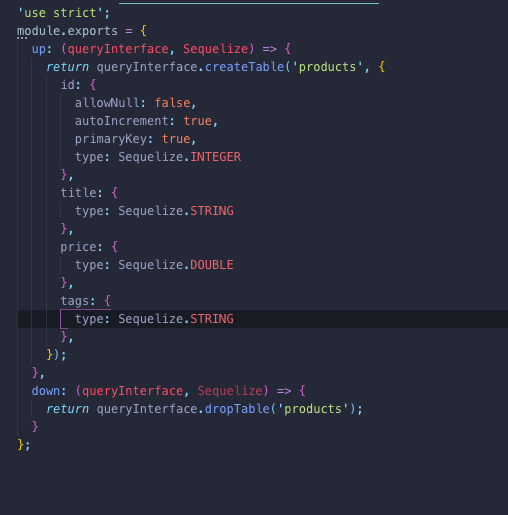 'use strict';
module.exports = {
  up: (queryInterface, Sequelize) => {
    return queryInterface.createTable('products', {
      id: {
        allowNull: false,
        autoIncrement: true,
        primaryKey: true,
        type: Sequelize.INTEGER
      },
      title: {
        type: Sequelize.STRING
      },
      price: {
        type: Sequelize.DOUBLE
      },
      tags: {
        type: Sequelize.STRING
      },
    });
  },
  down: (queryInterface, Sequelize) => {
    return queryInterface.dropTable('products');
  }
};